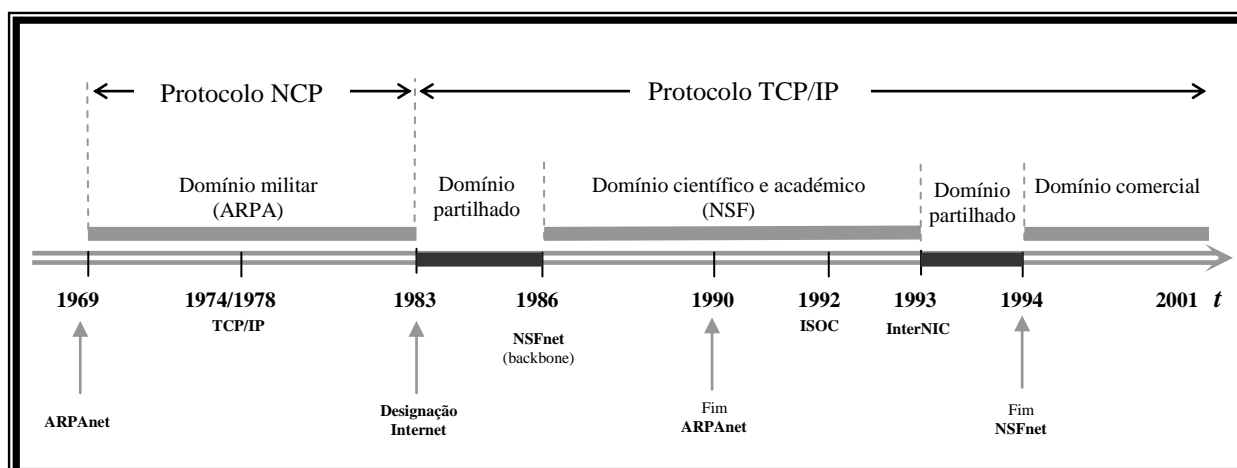 Protocolo NCP
Protocolo TCP/IP
Domínio militar
(ARPA)
Domínio
partilhado
Domínio científico e académico
(NSF)
Domínio
partilhado
Domínio comercial
1969
1974/1978
1983
1986
1990
1992
1993
1994
2001
t
TCP/IP
NSFnet
(backbone)
ISOC
InterNIC
ARPAnet
Designação
Internet
Fim
ARPAnet
Fim
NSFnet